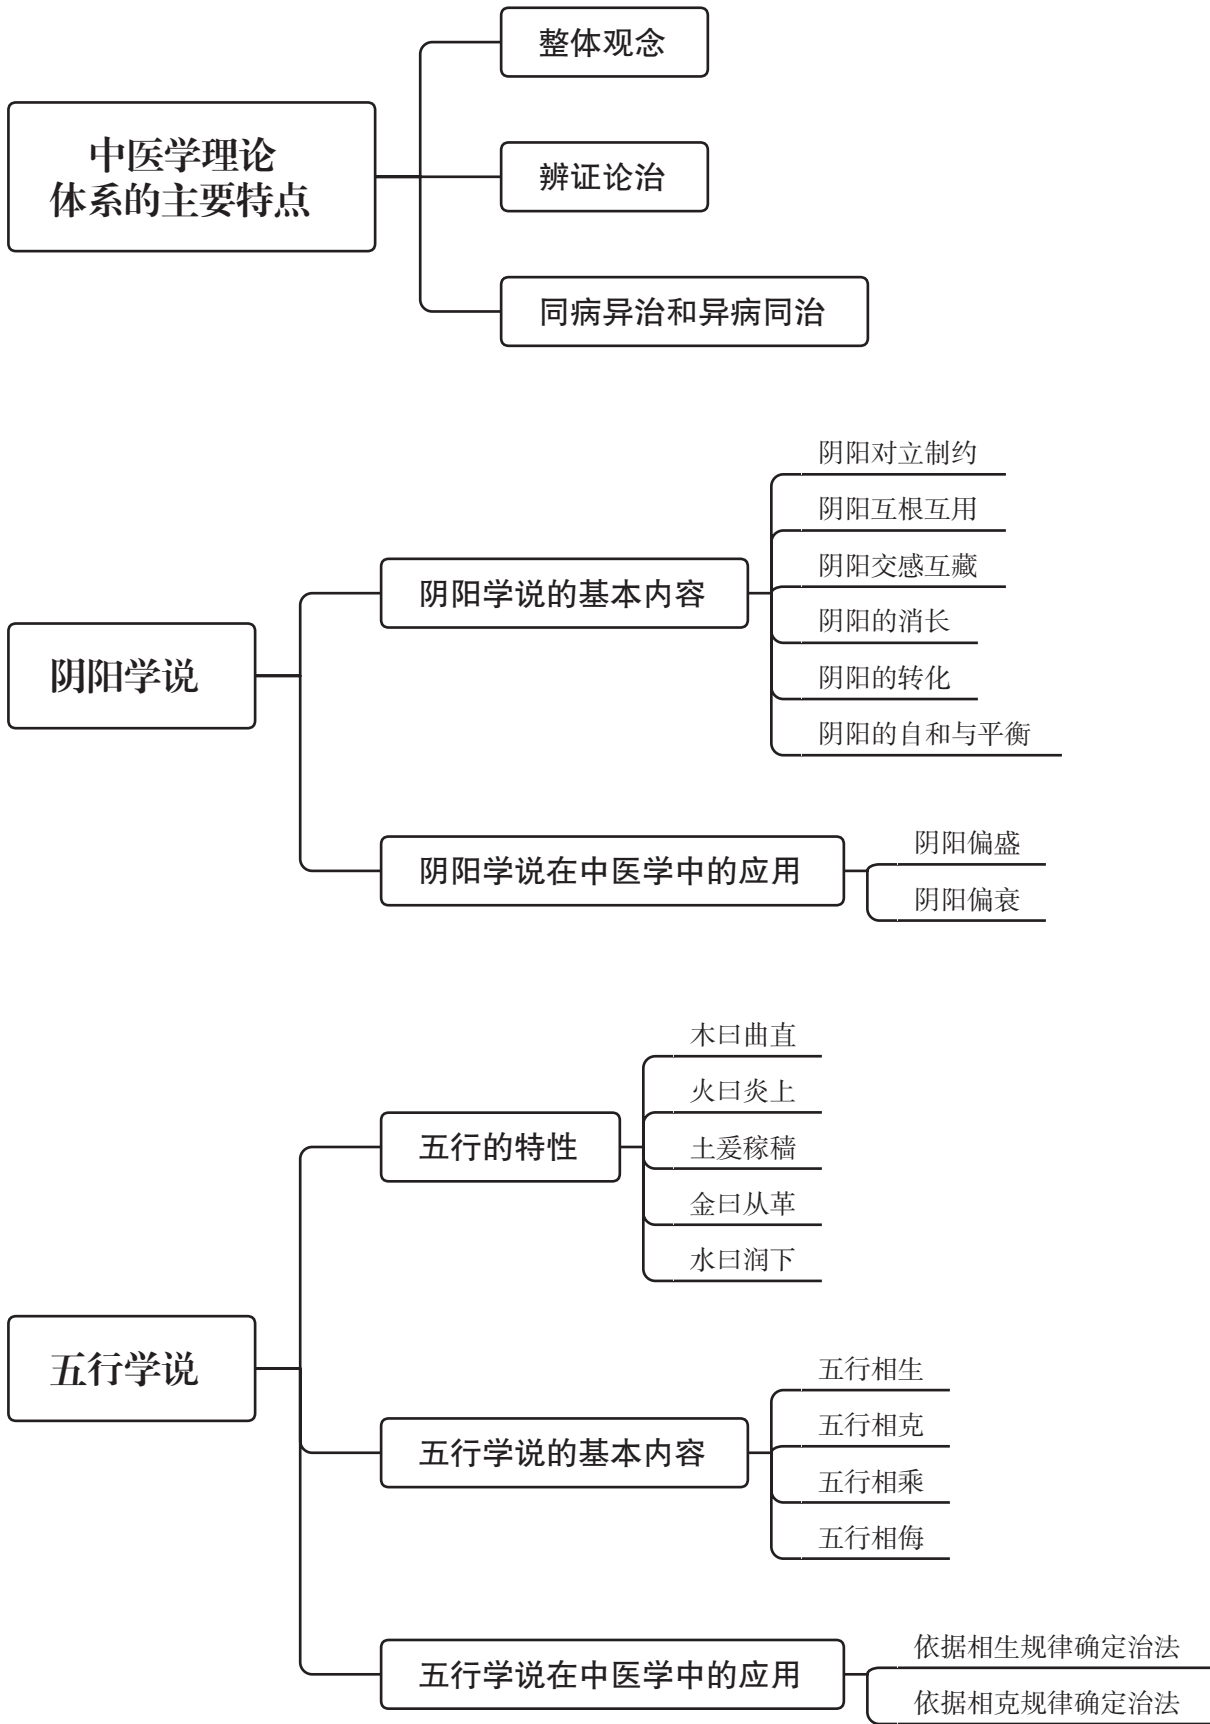 整体观念
中医学理论
体系的主要特点
辨证论治
同病异治和异病同治
阴阳学说
阴阳学说的基本内容
阴阳对立制约
阴阳互根互用
阴阳交感互藏
阴阳的消长
阴阳的转化
阴阳的自和与平衡
阴阳学说在中医学中的应用
阴阳偏盛
阴阳偏衰
五行学说
五行的特性
木曰曲直
火曰炎上
土爰稼穑
金曰从革
水曰润下
五行学说的基本内容
五行相生
五行相克
五行相乘
五行相侮
五行学说在中医学中的应用
依据相生规律确定治法
依据相克规律确定治法